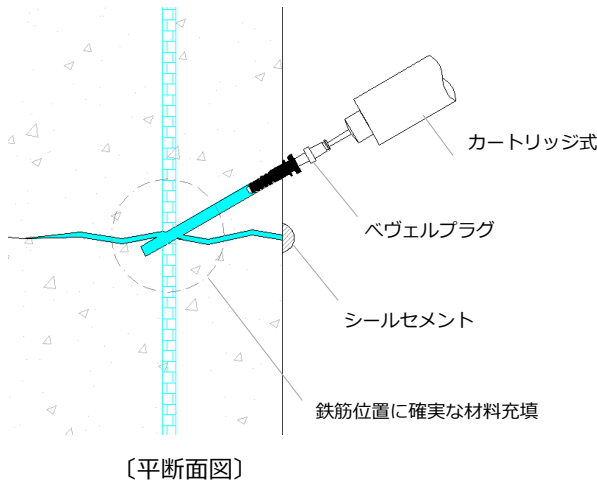 カートリッジ式
ベヴェルプラグ
シールセメント
鉄筋位置に確実な材料充填
〔平断面図〕